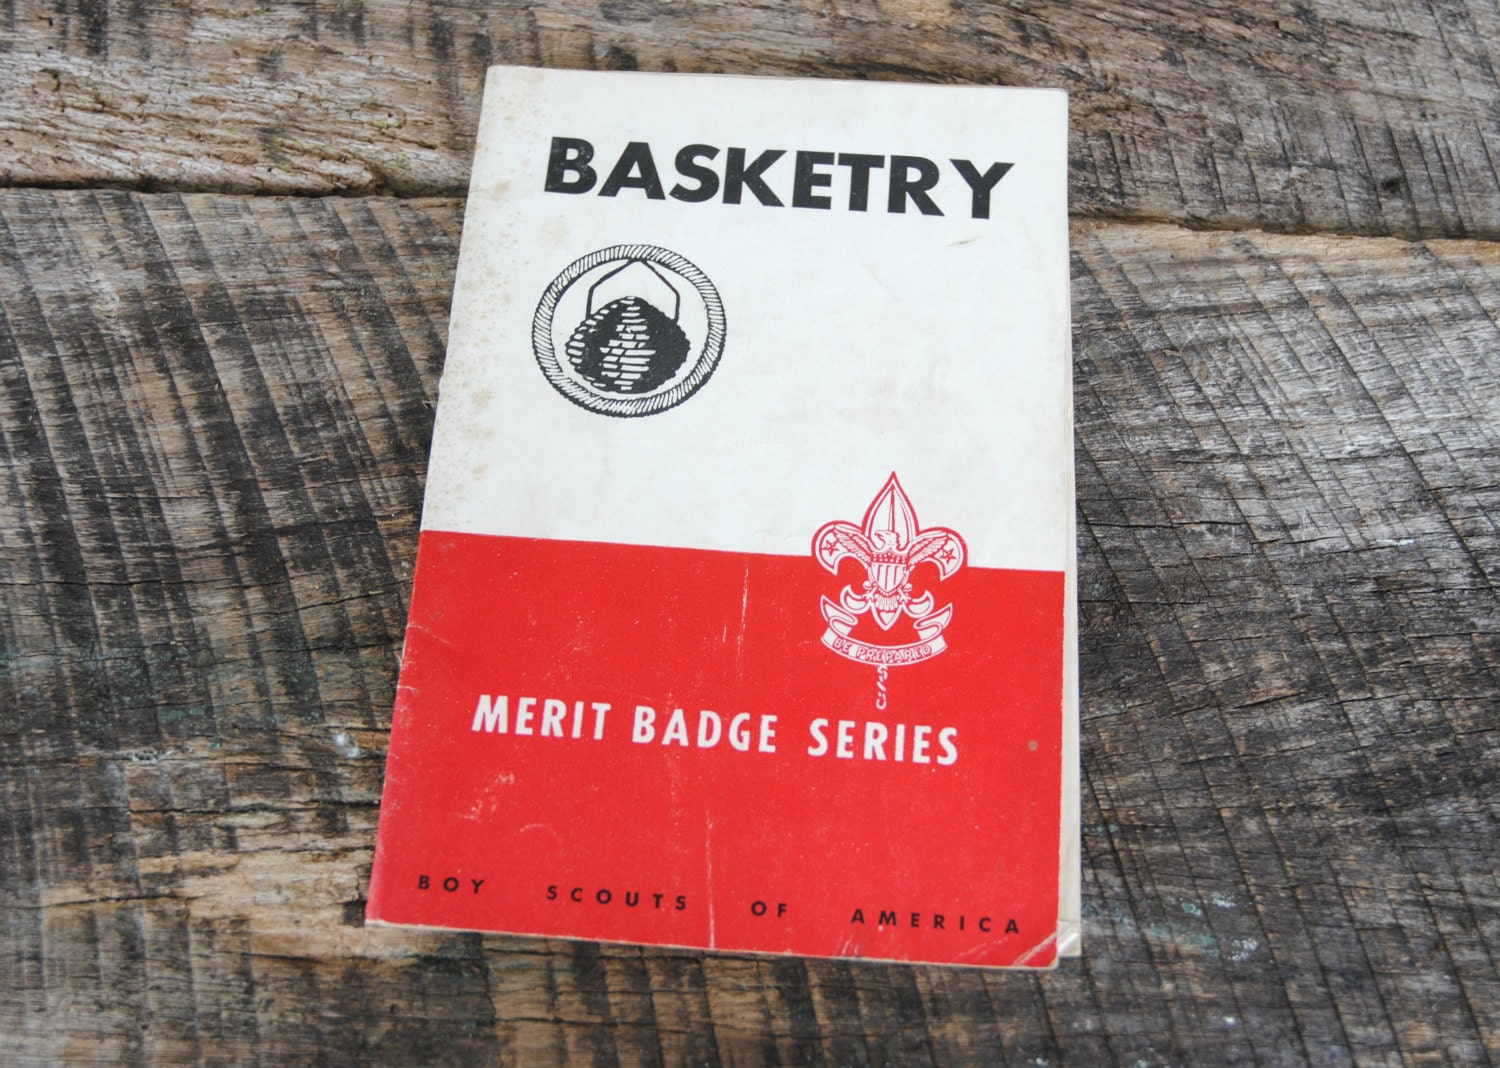 BASKETRY
BE PREPARED
MERIT BADGE SERIES
BOY SCOUTS OF AMERICA